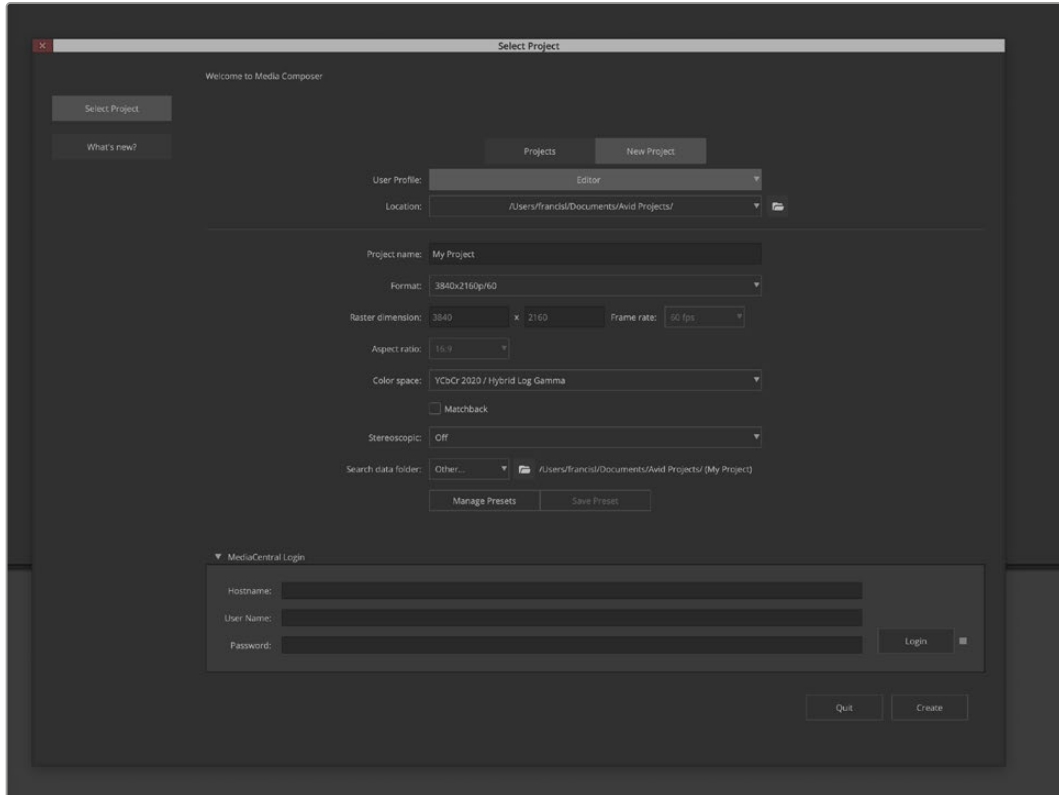 Select Project
Welcome to Media Composer
Select Project
What's new?
Projects New Project
User Profile: Editor
Location: /Users/francisl/Documents/Avid Projects/
Project name: My Project
Format: 3840x2160p/60
Raster dimension: 3840 x 2160 Frame rate: 60 fps
Aspect ratio: 16:9
Color space: YCbCr 2020 / Hybrid Log Gamma
Matchback
Stereoscopic: Off
Search data folder: Other... /Users/francisl/Documents/Avid Projects/ (My Project)
Manage Presets Save Preset
MediaCentral Login
Hostname:
User Name:
Password:
Login
Quit Create